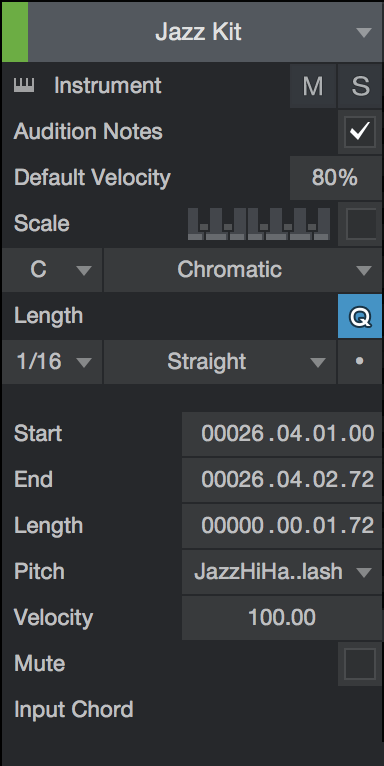 Jazz Kit
Instrument M S
Audition Notes
Default Velocity 80%
Scale
C Chromatic
Length Q
1/16 Straight
Start 00026.04.01.00
End 00026.04.02.72
Length 00000.00.01.72
Pitch JazzHiHa..lash
Velocity 100.00
Mute
Input Chord